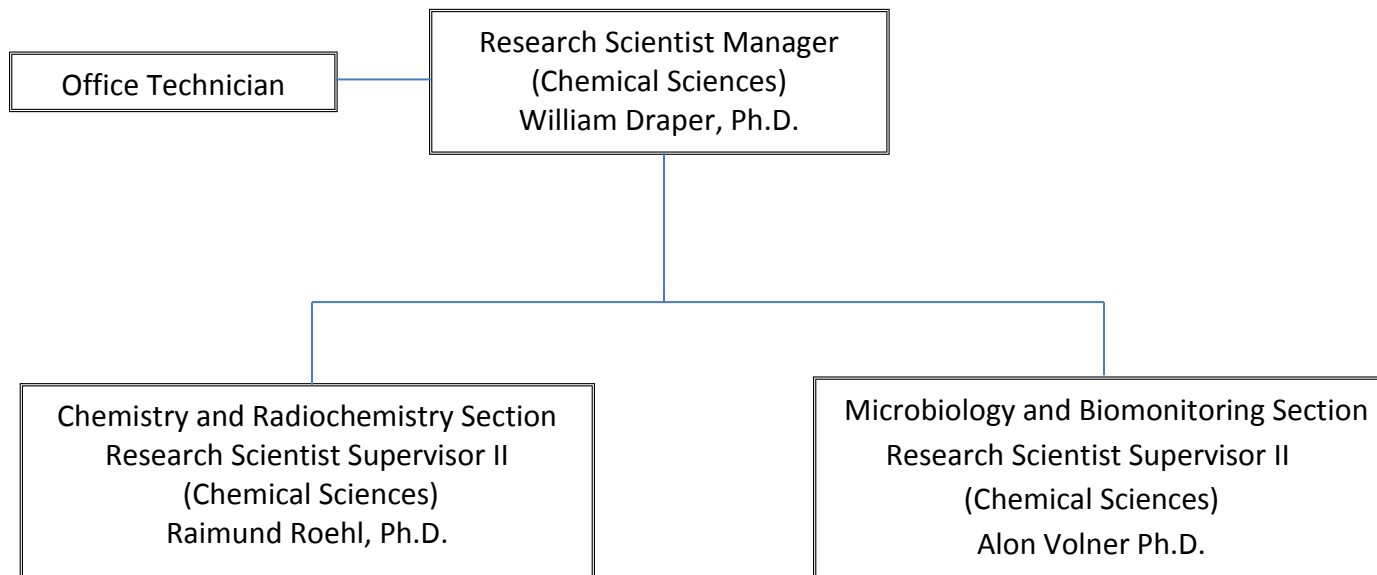 Research Scientist Manager
(Chemical Sciences)
William Draper, Ph.D.
Office Technician
Chemistry and Radiochemistry Section
Research Scientist Supervisor II
(Chemical Sciences)
Raimund Roehl, Ph.D.
Microbiology and Biomonitoring Section
Research Scientist Supervisor II
(Chemical Sciences)
Alon Volner Ph.D.